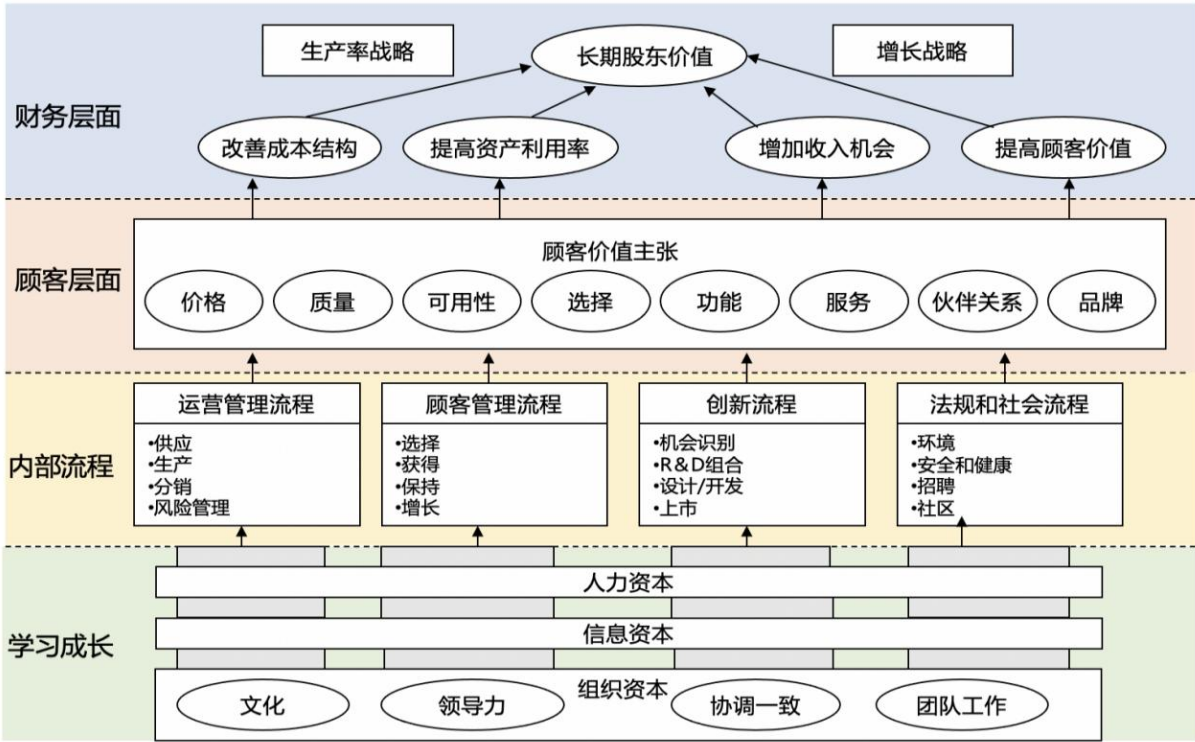 生产率战略
长期股东价值
增长战略
财务层面
改善成本结构
提高资产利用率
增加收入机会
提高顾客价值
顾客层面
顾客价值主张
价格
质量
可用性
选择
功能
服务
伙伴关系
品牌
内部流程
运营管理流程
•供应
•生产
•分销
•风险管理
顾客管理流程
•选择
•获得
•保持
•增长
创新流程
•机会识别
•R&D组合
•设计/开发
•上市
法规和社会流程
•环境
•安全和健康
•招聘
•社区
学习成长
人力资本
信息资本
组织资本
文化
领导力
协调一致
团队工作